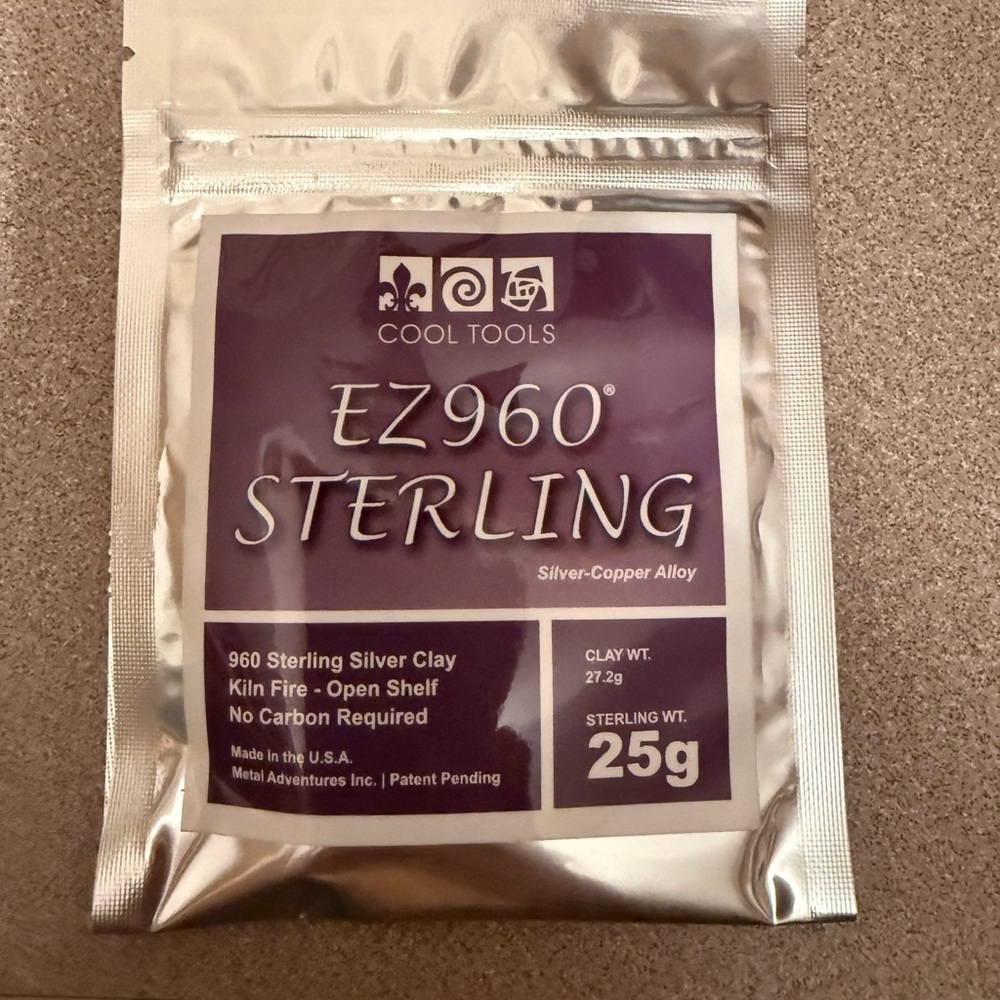 COOL TOOLS
EZ960®
STERLING
Silver-Copper Alloy
960 Sterling Silver Clay
Kiln Fire - Open Shelf
No Carbon Required
Made in the U.S.A.
Metal Adventures Inc. | Patent Pending
CLAY WT.
27.2g
STERLING WT.
25g